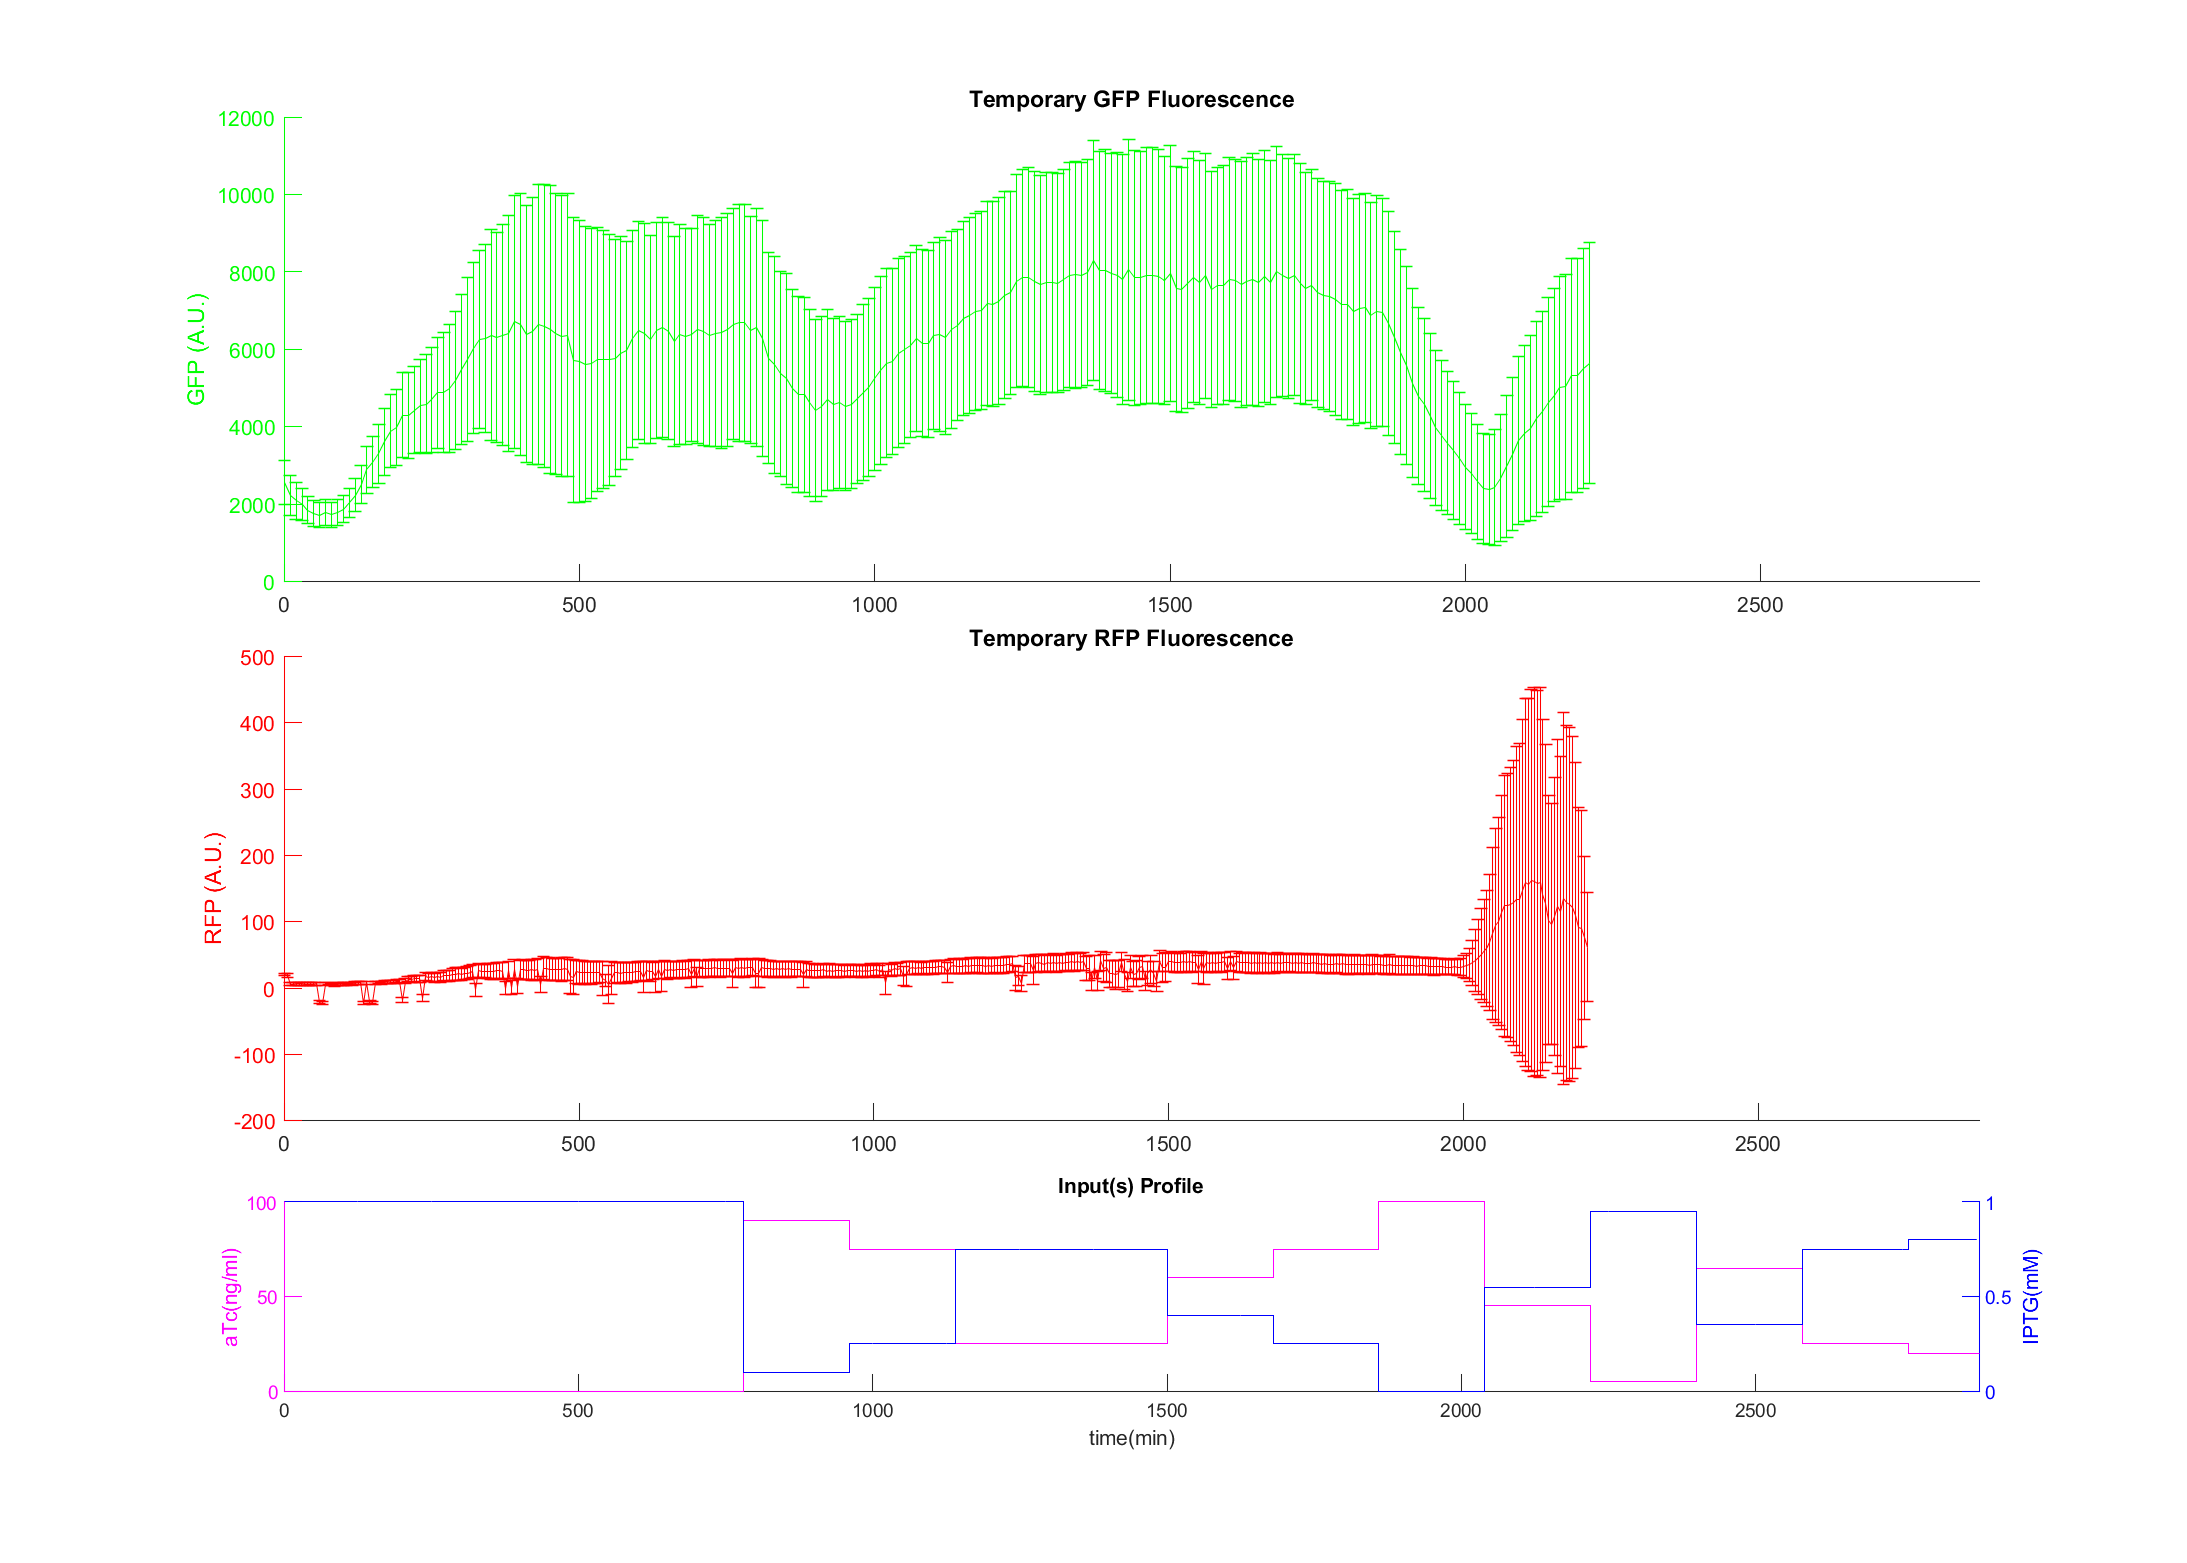 Temporary GFP Fluorescence
12000
10000
8000
6000
4000
2000
0
GFP (A.U.)
0 500 1000 1500 2000 2500
Temporary RFP Fluorescence
500
400
300
200
100
0
-100
-200
RFP (A.U.)
0 500 1000 1500 2000 2500
Input(s) Profile
100
50
0
aTc(ng/ml)
1
0.5
0
IPTG(mM)
0 500 1000 1500 2000 2500
time(min)